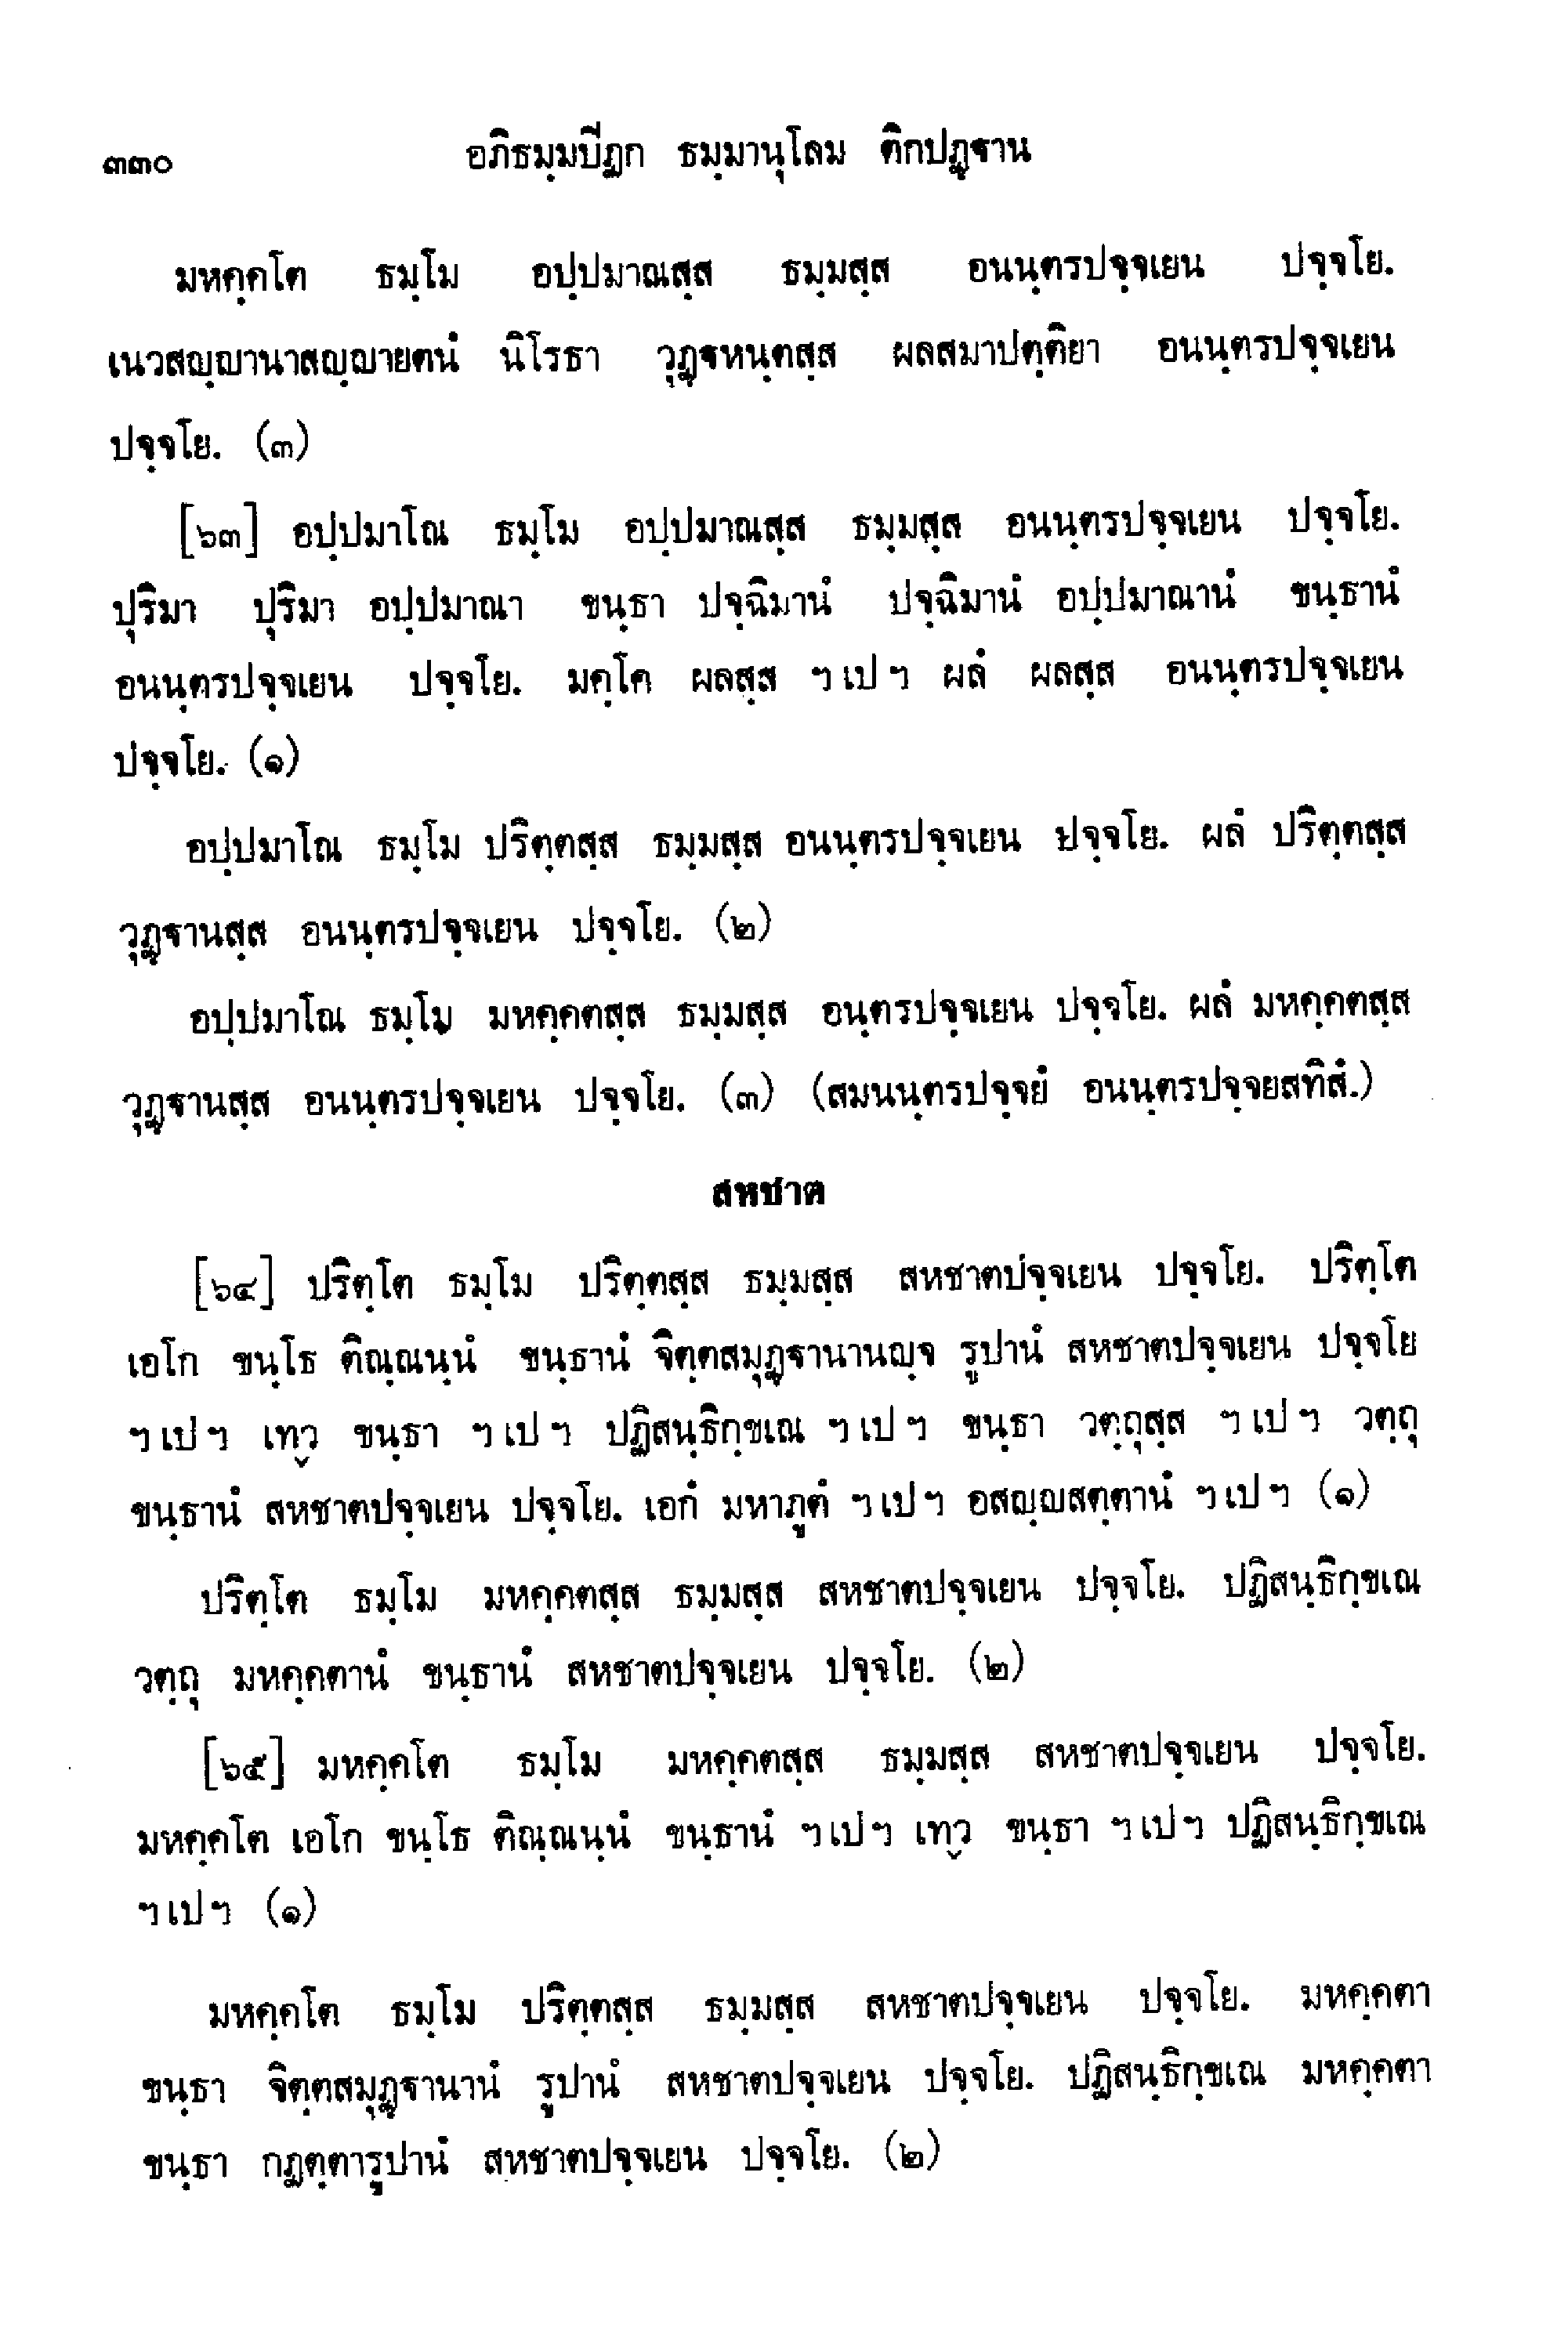 ๓๓๐ อภิธมฺมปีฏก ธมฺมานุโลม ติกปฏฺฐาน
มหคฺคโต ธมฺโม อปฺปมาณสฺส ธมฺมสฺส อนนฺตรปจฺจเยน ปจฺจโย.
เนวสญฺญานาสญฺญายตนํ นิโรธา วุฏฺฐหนฺตสฺส ผลสมาปตฺติยา อนนฺตรปจฺจเยน
ปจฺจโย. (๓)
[๖๓] อปฺปมาโณ ธมฺโม อปฺปมาณสฺส ธมฺมสฺส อนนฺตรปจฺจเยน ปจฺจโย.
ปุริมา ปุริมา อปฺปมาณา ขนฺธา ปจฺฉิมานํ ปจฺฉิมานํ อปฺปมาณานํ ขนฺธานํ
อนนฺตรปจฺจเยน ปจฺจโย. มคฺโค ผลสฺส ฯ เป ฯ ผลํ ผลสฺส อนนฺตรปจฺจเยน
ปจฺจโย. (๑)
อปฺปมาโณ ธมฺโม ปริตฺตสฺส ธมฺมสฺส อนนฺตรปจฺจเยน ปจฺจโย. ผลํ ปริตฺตสฺส
วุฏฺฐานสฺส อนนฺตรปจฺจเยน ปจฺจโย. (๒)
อปฺปมาโณ ธมฺโม มหคฺคตสฺส ธมฺมสฺส อนฺตรปจฺจเยน ปจฺจโย. ผลํ มหคฺคตสฺส
วุฏฺฐานสฺส อนนฺตรปจฺจเยน ปจฺจโย. (๓) (สมนนฺตรปจฺจยํ อนนฺตรปจฺจยสทิสํ.)
สหชาต
[๖๔] ปริตฺโต ธมฺโม ปริตฺตสฺส ธมฺมสฺส สหชาตปจฺจเยน ปจฺจโย. ปริตฺโต
เอโก ขนฺโธ ติณฺณนฺนํ ขนฺธานํ จิตฺตสมุฏฺฐานานญฺจ รูปานํ สหชาตปจฺจเยน ปจฺจโย
ฯ เป ฯ เทฺว ขนฺธา ฯ เป ฯ ปฏิสนฺธิกฺขเณ ฯ เป ฯ ขนฺธา วตฺถุสฺส ฯ เป ฯ วตฺถุ
ขนฺธานํ สหชาตปจฺจเยน ปจฺจโย. เอกํ มหาภูตํ ฯ เป ฯ อสญฺญสตฺตานํ ฯ เป ฯ (๑)
ปริตฺโต ธมฺโม มหคฺคตสฺส ธมฺมสฺส สหชาตปจฺจเยน ปจฺจโย. ปฏิสนฺธิกฺขเณ
วตฺถุ มหคฺคตานํ ขนฺธานํ สหชาตปจฺจเยน ปจฺจโย. (๒)
[๖๕] มหคฺคโต ธมฺโม มหคฺคตสฺส ธมฺมสฺส สหชาตปจฺจเยน ปจฺจโย.
มหคฺคโต เอโก ขนฺโธ ติณฺณนฺนํ ขนฺธานํ ฯ เป ฯ เทฺว ขนฺธา ฯ เป ฯ ปฏิสนฺธิกฺขเณ
ฯ เป ฯ (๑)
มหคฺคโต ธมฺโม ปริตฺตสฺส ธมฺมสฺส สหชาตปจฺจเยน ปจฺจโย. มหคฺคตา
ขนฺธา จิตฺตสมุฏฺฐานานํ รูปานํ สหชาตปจฺจเยน ปจฺจโย. ปฏิสนฺธิกฺขเณ มหคฺคตา
ขนฺธา กฏตฺตารูปานํ สหชาตปจฺจเยน ปจฺจโย. (๒)